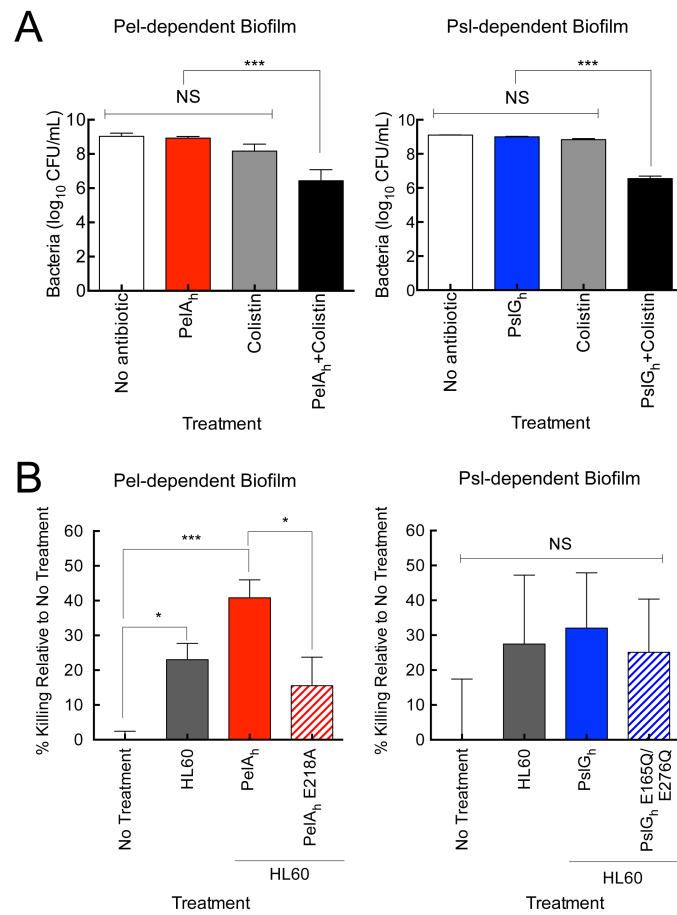 A
Pel-dependent Biofilm
Psl-dependent Biofilm
***
***
NS
NS
Bacteria (log10 CFU/mL)
10
8
6
4
2
0
Bacteria (log10 CFU/mL)
10
8
6
4
2
0
No antibiotic
PelAh
Colistin
PelAh+Colistin
No antibiotic
PslGh
Colistin
PslGh+Colistin
Treatment
Treatment
B
Pel-dependent Biofilm
Psl-dependent Biofilm
% Killing Relative to No Treatment
60
50
40
30
20
10
0
***
*
*
% Killing Relative to No Treatment
60
50
40
30
20
10
0
NS
No Treatment
HL60
PelAh
PelAh E218A
No Treatment
HL60
PslGh
PslGh E165Q/
E276Q
HL60
HL60
Treatment
Treatment